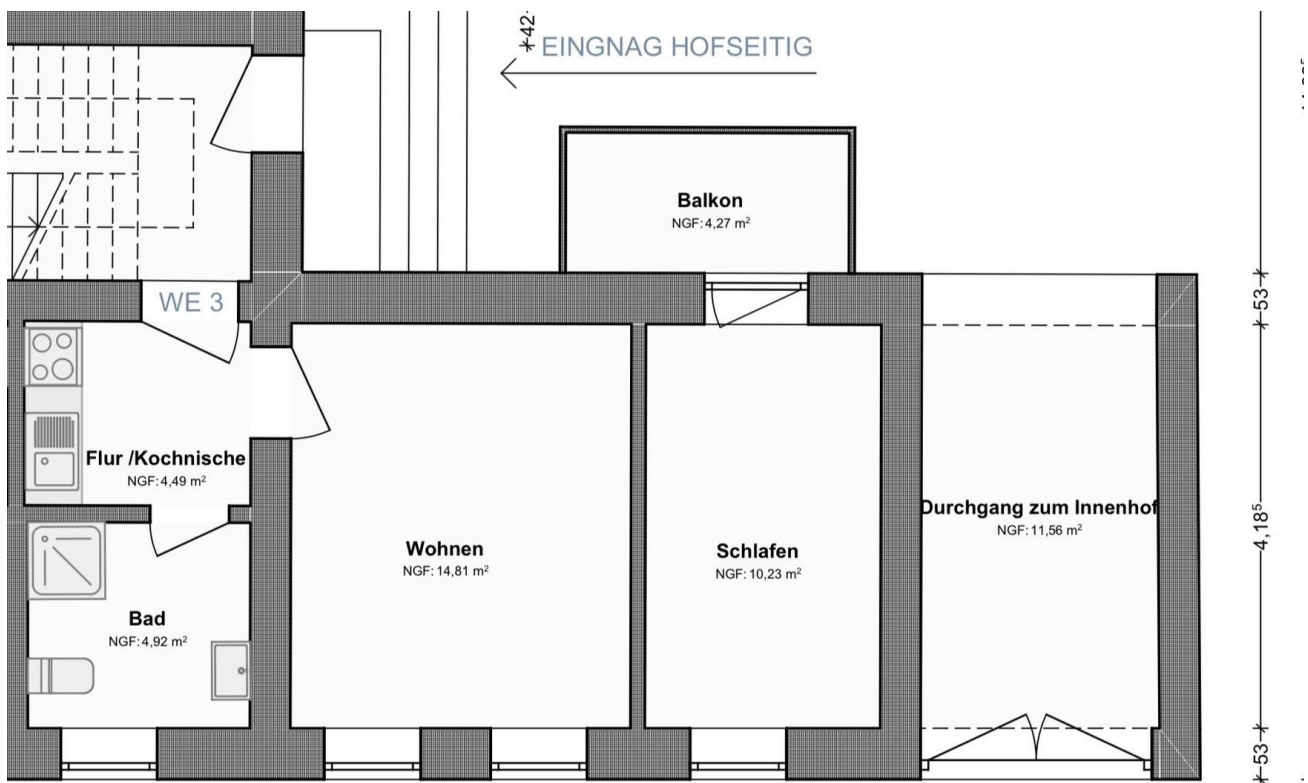 42
EINGNAG HOFSEITIG
Balkon
NGF: 4,27 m²
WE 3
53
Flur /Kochnische
NGF: 4,49 m²
Durchgang zum Innenhof
NGF: 11,56 m²
4,18⁵
Wohnen
NGF: 14,81 m²
Schlafen
NGF: 10,23 m²
Bad
NGF: 4,92 m²
53